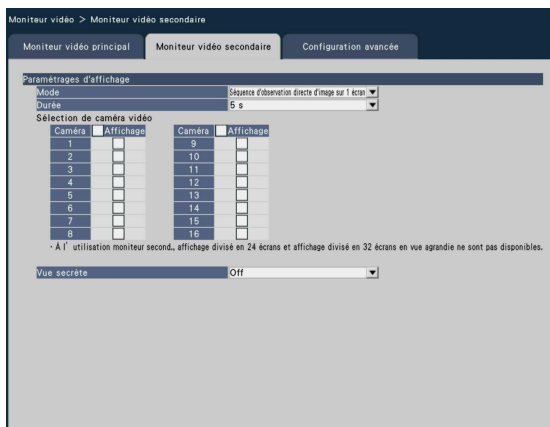 Moniteur vidéo > Moniteur vidéo secondaire
Moniteur vidéo principal Moniteur vidéo secondaire Configuration avancée
Paramétrages d'affichage
Mode Séquence d'observation directe d'image sur 1 écran
Durée 5 s
Sélection de caméra vidéo
Caméra Affichage Caméra Affichage
1 9
2 10
3 11
4 12
5 13
6 14
7 15
8 16
· À l' utilisation moniteur second., affichage divisé en 24 écrans et affichage divisé en 32 écrans en vue agrandie ne sont pas disponibles.
Vue secrète Off